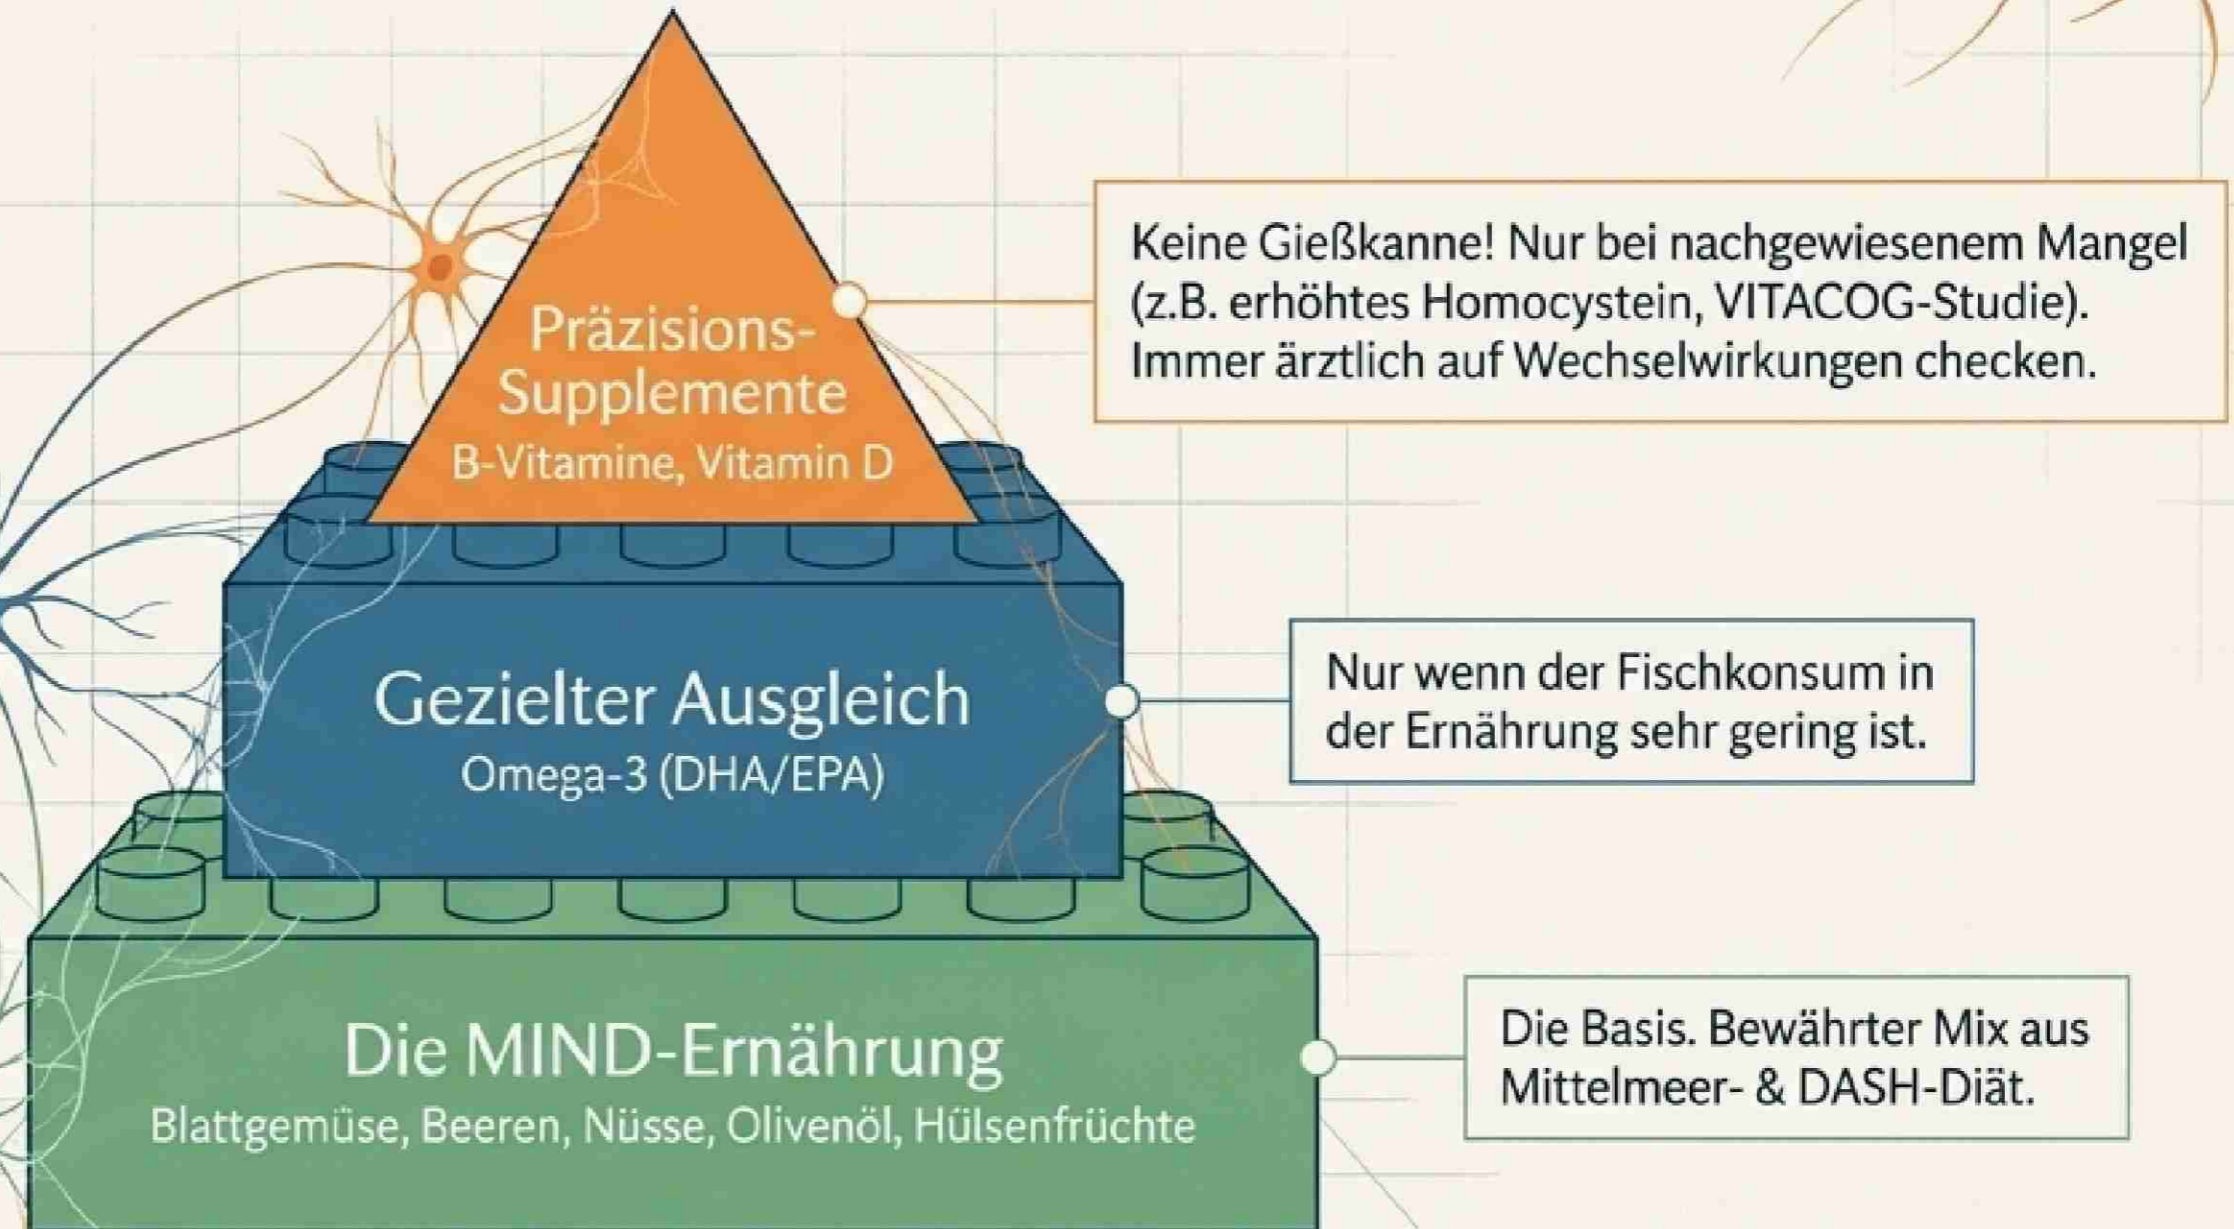 Präzisions-
Supplemente
B-Vitamine, Vitamin D
Keine Gießkanne! Nur bei nachgewiesenem Mangel
(z.B. erhöhtes Homocystein, VITACOG-Studie).
Immer ärztlich auf Wechselwirkungen checken.
Gezielter Ausgleich
Omega-3 (DHA/EPA)
Nur wenn der Fischkonsum in
der Ernährung sehr gering ist.
Die MIND-Ernährung
Blattgemüse, Beeren, Nüsse, Olivenöl, Hülsenfrüchte
Die Basis. Bewährter Mix aus
Mittelmeer- & DASH-Diät.